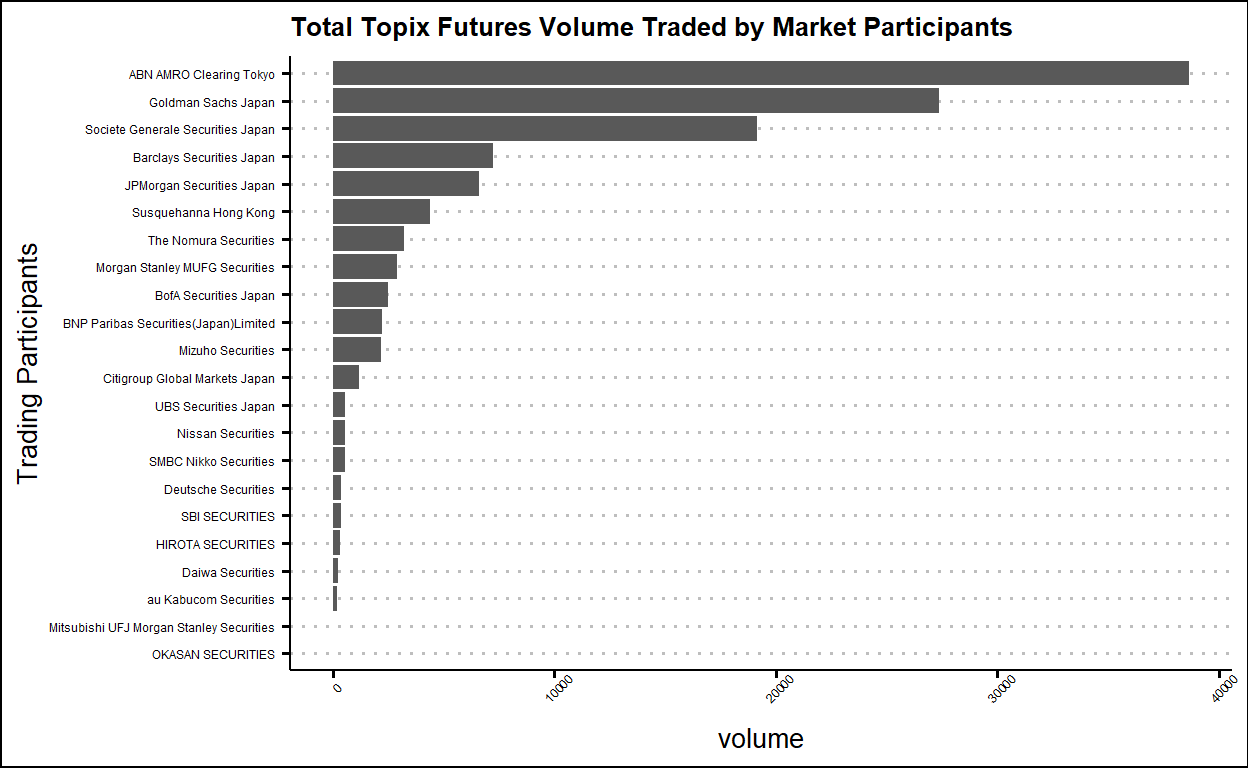 Total Topix Futures Volume Traded by Market Participants
Trading Participants
ABN AMRO Clearing Tokyo
Goldman Sachs Japan
Societe Generale Securities Japan
Barclays Securities Japan
JPMorgan Securities Japan
Susquehanna Hong Kong
The Nomura Securities
Morgan Stanley MUFG Securities
BofA Securities Japan
BNP Paribas Securities(Japan)Limited
Mizuho Securities
Citigroup Global Markets Japan
UBS Securities Japan
Nissan Securities
SMBC Nikko Securities
Deutsche Securities
SBI SECURITIES
HIROTA SECURITIES
Daiwa Securities
au Kabucom Securities
Mitsubishi UFJ Morgan Stanley Securities
OKASAN SECURITIES
0 10000 20000 30000 40000
volume